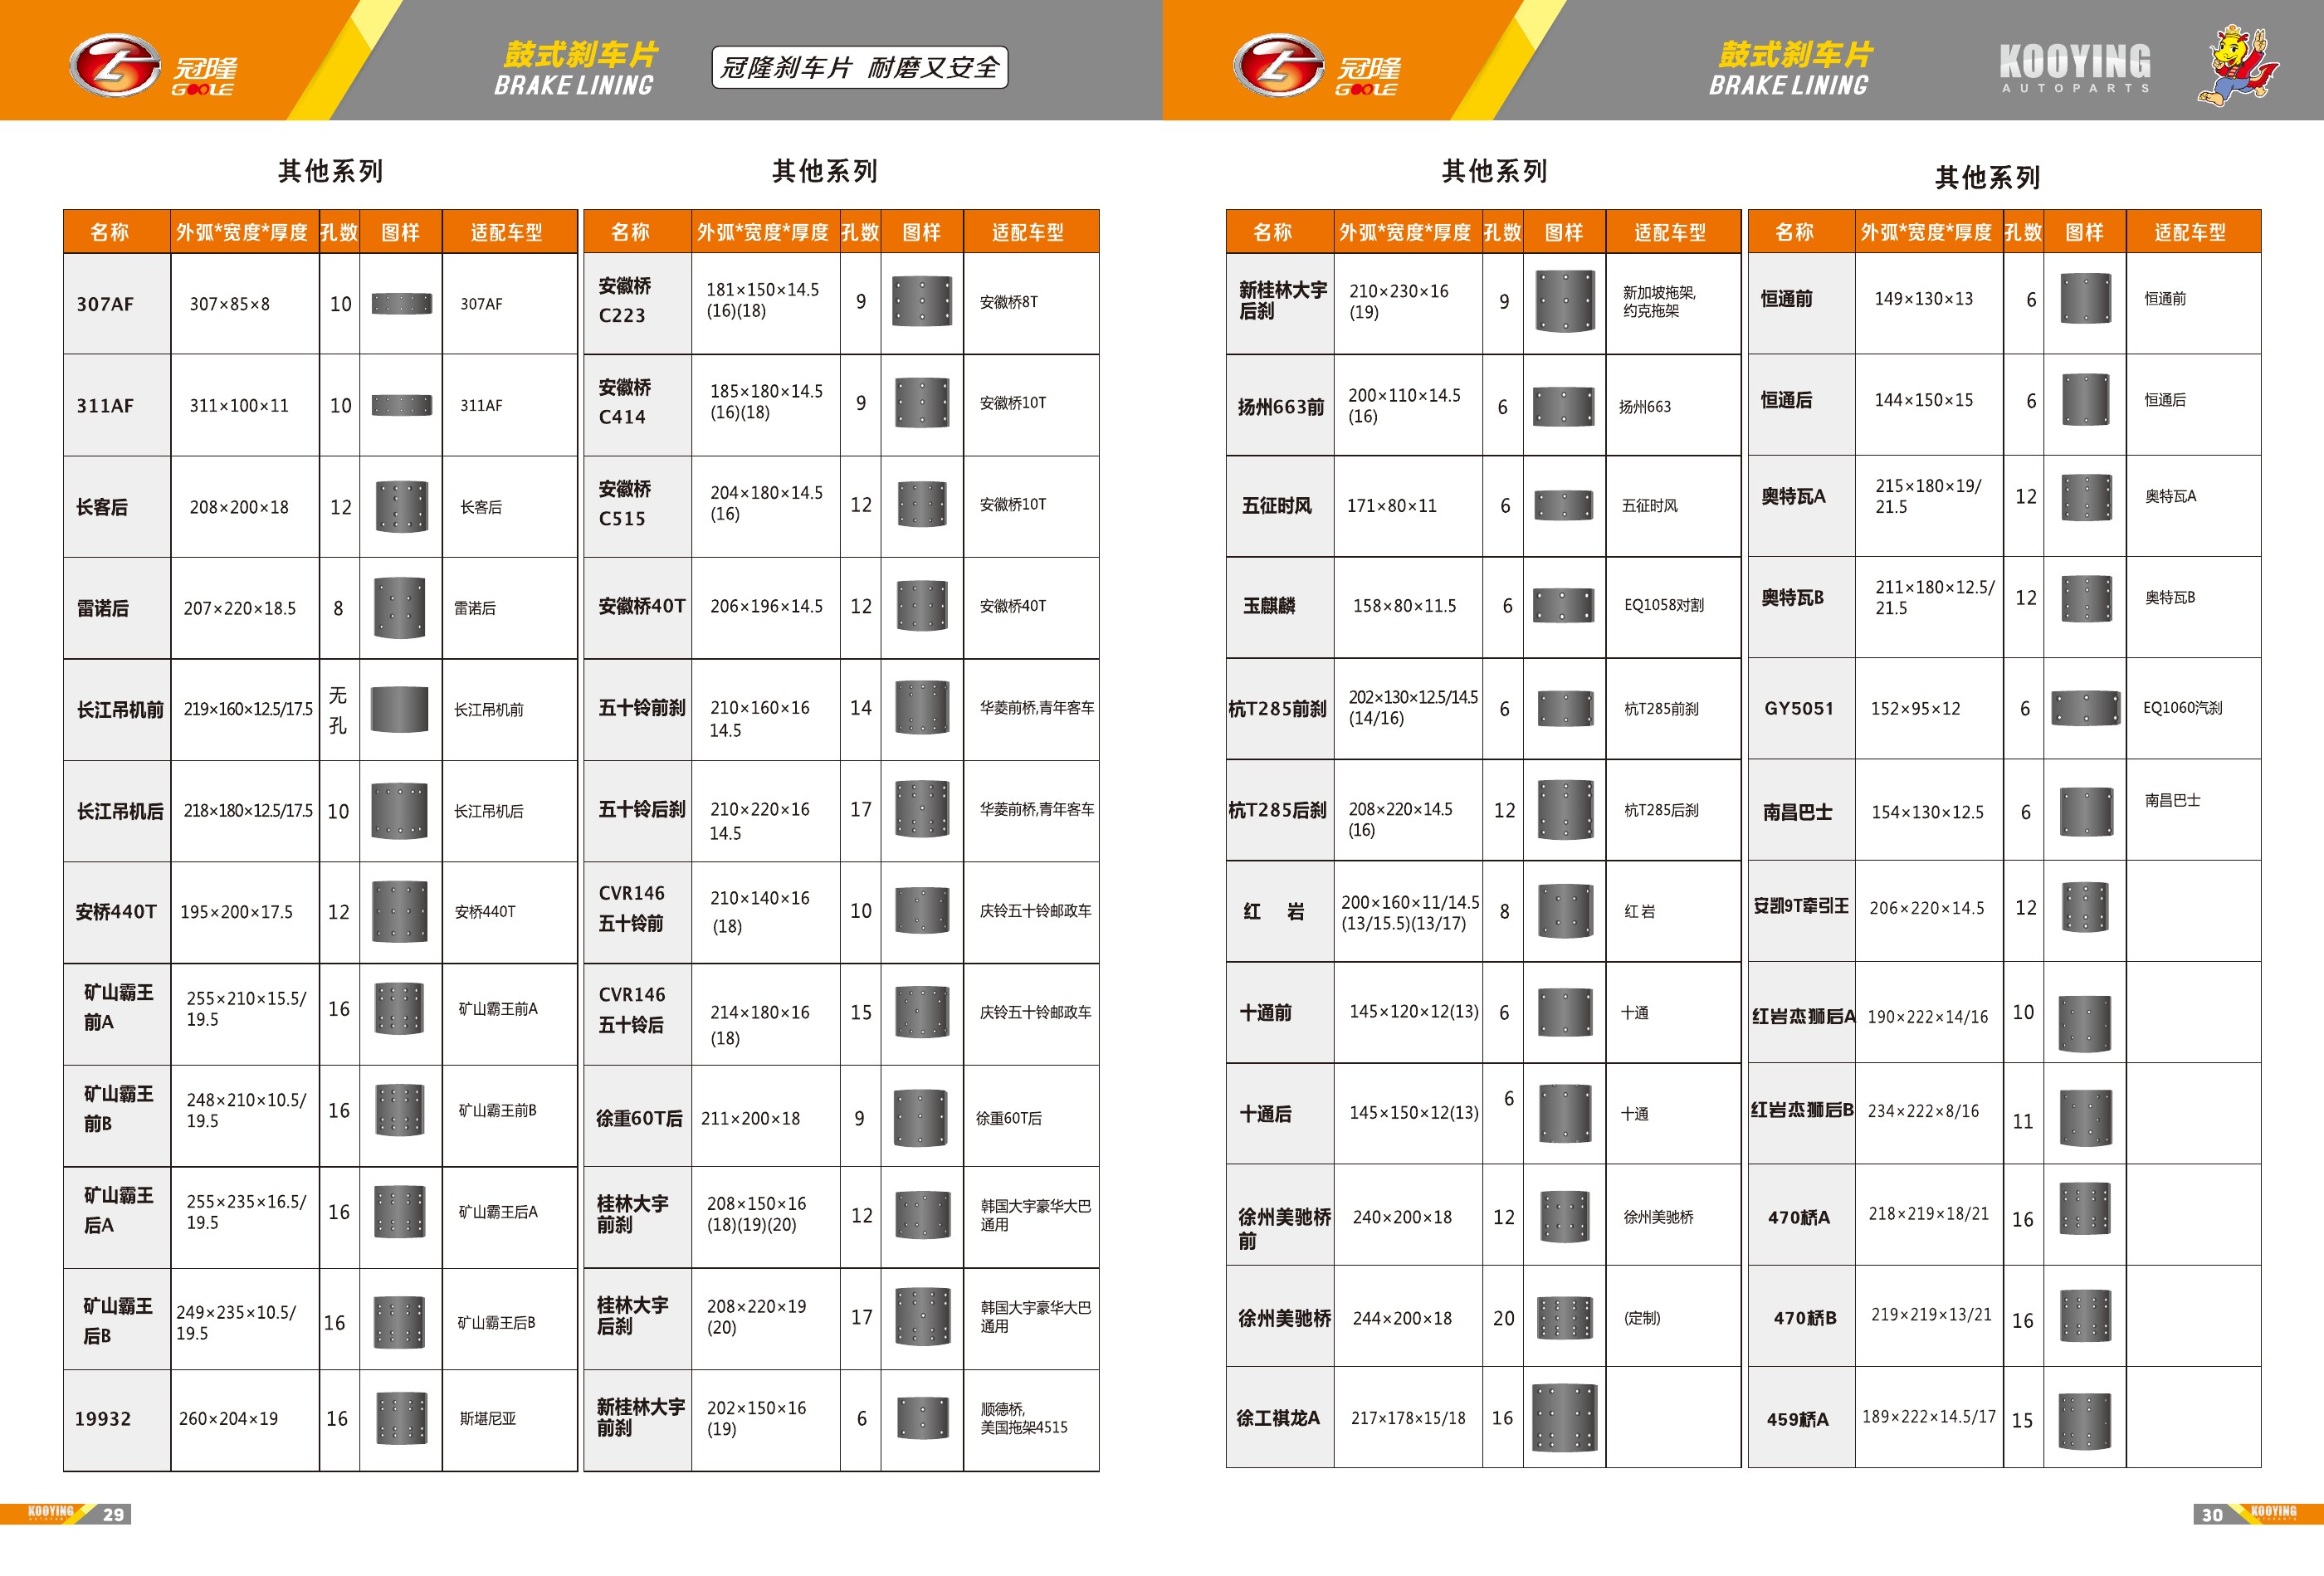 冠隆
GOOLE
鼓式刹车片
BRAKE LINING
冠隆刹车片 耐磨又安全
冠隆
GOOLE
鼓式刹车片
BRAKE LINING
KOOYING
AUTOPARTS
其他系列
名称 外弧*宽度*厚度 孔数 图样 适配车型
307AF 307×85×8 10 307AF
311AF 311×100×11 10 311AF
长客后 208×200×18 12 长客后
雷诺后 207×220×18.5 8 雷诺后
长江吊机前 219×160×12.5/17.5 无
孔 长江吊机前
长江吊机后 218×180×12.5/17.5 10 长江吊机后
安桥440T 195×200×17.5 12 安桥440T
矿山霸王
前A 255×210×15.5/
19.5 16 矿山霸王前A
矿山霸王
前B 248×210×10.5/
19.5 16 矿山霸王前B
矿山霸王
后A 255×235×16.5/
19.5 16 矿山霸王后A
矿山霸王
后B 249×235×10.5/
19.5 16 矿山霸王后B
19932 260×204×19 16 斯堪尼亚
其他系列
名称 外弧*宽度*厚度 孔数 图样 适配车型
安徽桥
C223 181×150×14.5
(16)(18) 9 安徽桥8T
安徽桥
C414 185×180×14.5
(16)(18) 9 安徽桥10T
安徽桥
C515 204×180×14.5
(16) 12 安徽桥10T
安徽桥40T 206×196×14.5 12 安徽桥40T
五十铃前刹 210×160×16
14.5 14 华菱前桥,青年客车
五十铃后刹 210×220×16
14.5 17 华菱前桥,青年客车
CVR146
五十铃前 210×140×16
(18) 10 庆铃五十铃邮政车
CVR146
五十铃后 214×180×16
(18) 15 庆铃五十铃邮政车
徐重60T后 211×200×18 9 徐重60T后
桂林大宇
前刹 208×150×16
(18)(19)(20) 12 韩国大宇豪华大巴
通用
桂林大宇
后刹 208×220×19
(20) 17 韩国大宇豪华大巴
通用
新桂林大宇
前刹 202×150×16
(19) 6 顺德桥,
美国拖架4515
其他系列
名称 外弧*宽度*厚度 孔数 图样 适配车型
新桂林大宇
后刹 210×230×16
(19) 9 新加坡拖架,
约克拖架
扬州663前 200×110×14.5
(16) 6 扬州663
五征时风 171×80×11 6 五征时风
玉麒麟 158×80×11.5 6 EQ1058对割
杭T285前刹 202×130×12.5/14.5
(14/16) 6 杭T285前刹
杭T285后刹 208×220×14.5
(16) 12 杭T285后刹
红 岩 200×160×11/14.5
(13/15.5)(13/17) 8 红 岩
十通前 145×120×12(13) 6 十通
十通后 145×150×12(13) 6 十通
徐州美驰桥
前 240×200×18 12 徐州美驰桥
徐州美驰桥 244×200×18 20 (定制)
徐工祺龙A 217×178×15/18 16
其他系列
名称 外弧*宽度*厚度 孔数 图样 适配车型
恒通前 149×130×13 6 恒通前
恒通后 144×150×15 6 恒通后
奥特瓦A 215×180×19/
21.5 12 奥特瓦A
奥特瓦B 211×180×12.5/
21.5 12 奥特瓦B
GY5051 152×95×12 6 EQ1060汽刹
南昌巴士 154×130×12.5 6 南昌巴士
安凯9T牵引王 206×220×14.5 12
红岩杰狮后A 190×222×14/16 10
红岩杰狮后B 234×222×8/16 11
470桥A 218×219×18/21 16
470桥B 219×219×13/21 16
459桥A 189×222×14.5/17 15
KOOYING
AUTOPARTS
29
30
KOOYING
AUTOPARTS